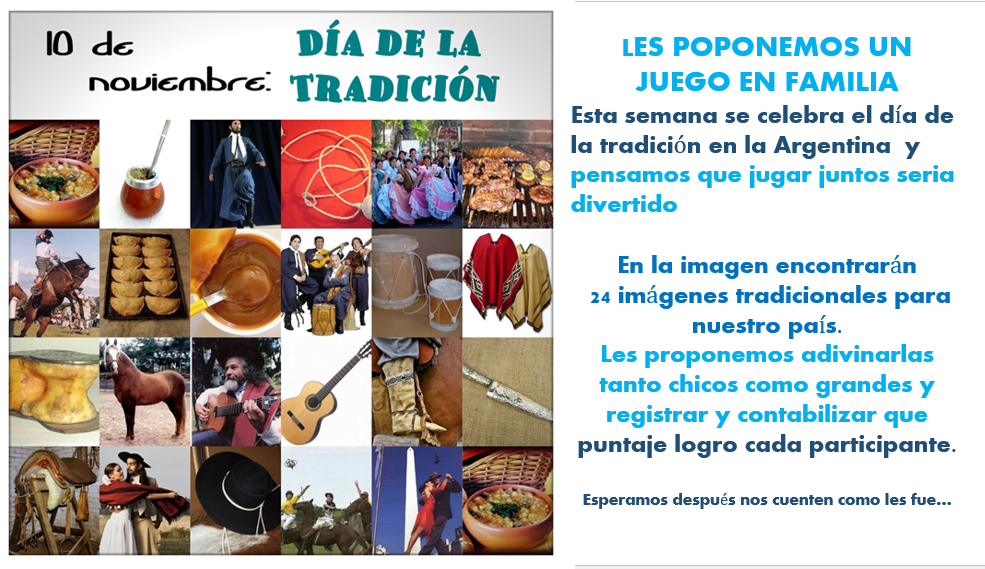 10 de
noviembre:
DÍA DE LA
TRADICIÓN
LES POPONEMOS UN
JUEGO EN FAMILIA
Esta semana se celebra el día de
la tradición en la Argentina y
pensamos que jugar juntos seria
divertido
En la imagen encontrarán
24 imágenes tradicionales para
nuestro país.
Les proponemos adivinarlas
tanto chicos como grandes y
registrar y contabilizar que
puntaje logro cada participante.
Esperamos después nos cuenten como les fue...